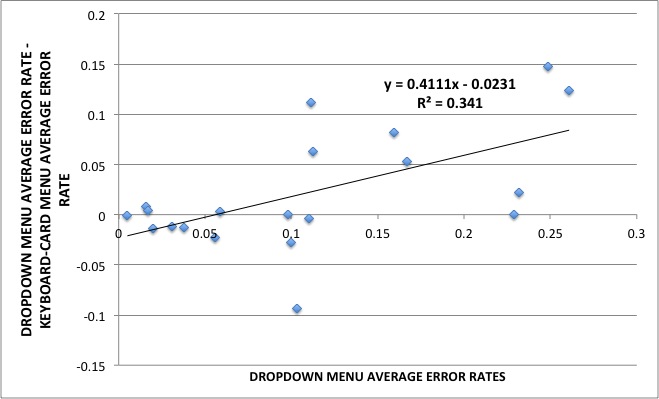 DROPDOWN MENU AVERAGE ERROR RATE -
KEYBOARD-CARD MENU AVERAGE ERROR
RATE
0.2
0.15
0.1
0.05
0
-0.05
-0.1
-0.15
y = 0.4111x - 0.0231
R² = 0.341
0
0.05
0.1
0.15
0.2
0.25
0.3
DROPDOWN MENU AVERAGE ERROR RATES